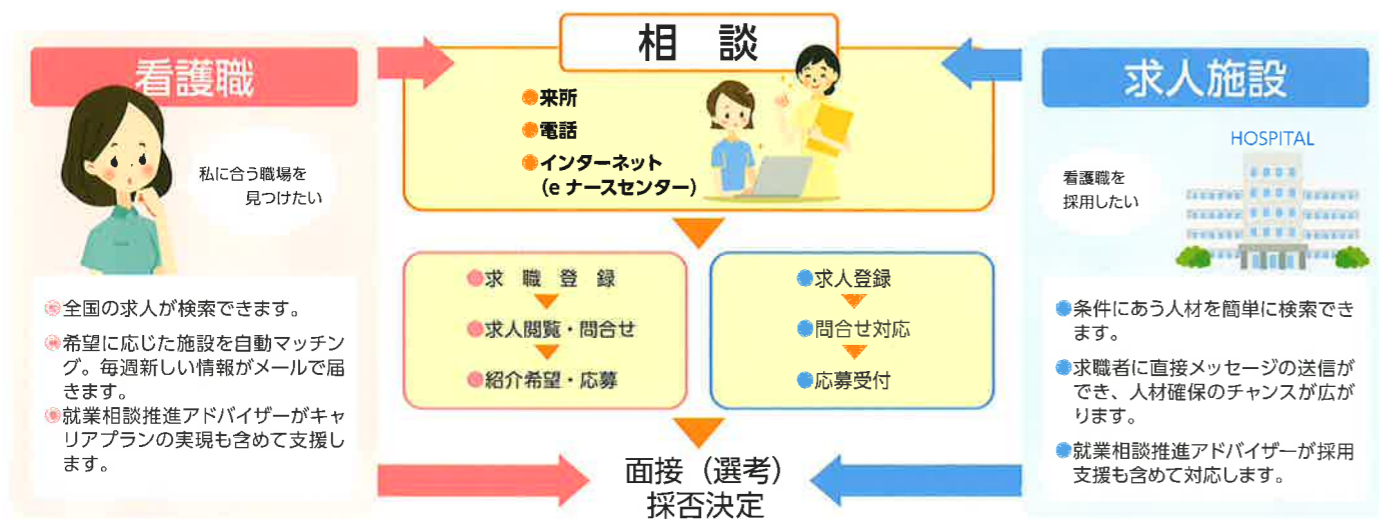 看護職
私に合う職場を
見つけたい
●全国の求人が検索できます。
●希望に応じた施設を自動マッチン
グ。毎週新しい情報がメールで届
きます。
●就業相談推進アドバイザーがキャ
リアプランの実現も含めて支援し
ます。
相 談
●来所
●電話
●インターネット
(e ナースセンター)
●求 職 登 録
●求人閲覧・問合せ
●紹介希望・応募
●求人登録
●問合せ対応
●応募受付
面接（選考）
採否決定
求人施設
HOSPITAL
看護職を
採用したい
●条件にあう人材を簡単に検索でき
ます。
●求職者に直接メッセージの送信が
でき、人材確保のチャンスが広が
ります。
●就業相談推進アドバイザーが採用
支援も含めて対応します。